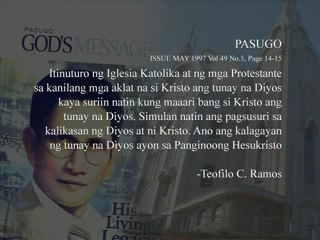 PASUGO
GOD'S MESSAGE
PASUGO
ISSUE MAY 1997 Vol 49 No.5, Page 14-15
Itinuturo ng Iglesia Katolika at ng mga Protestante
sa kanilang mga aklat na si Kristo ang tunay na Diyos
kaya suriin natin kung maaari bang si Kristo ang
tunay na Diyos. Simulan natin ang pagsusuri sa
kalikasan ng Diyos at ni Kristo. Ano ang kalagayan
ng tunay na Diyos ayon sa Panginoong Hesukristo
-Teofilo C. Ramos
His
Living
Legacy